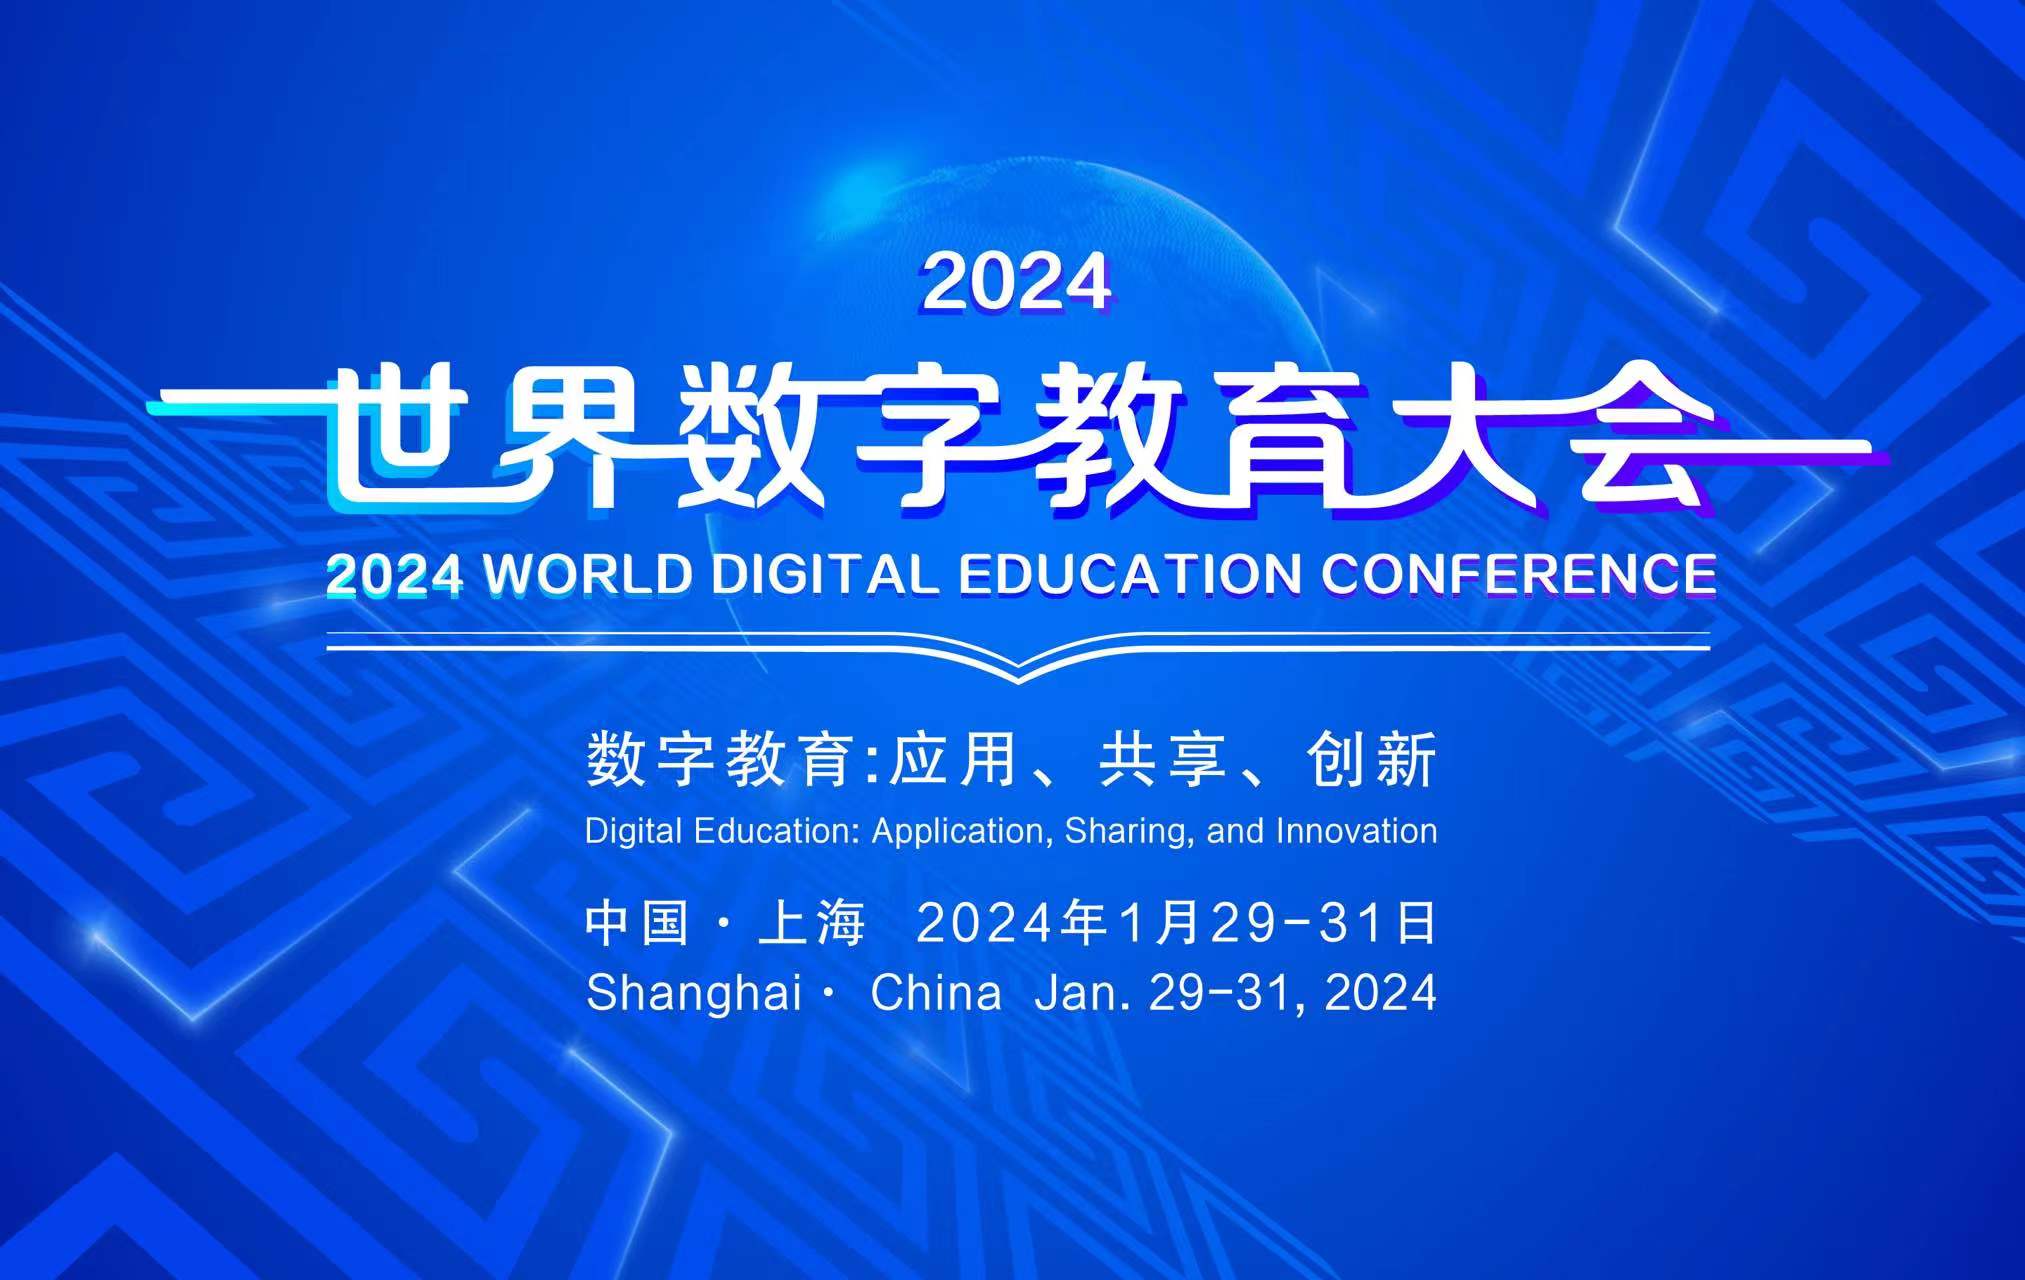 2024
世界数字教育大会
2024 WORLD DIGITAL EDUCATION CONFERENCE
数字教育:应用、共享、创新
Digital Education: Application, Sharing, and Innovation
中国·上海 2024年1月29-31日
Shanghai· China Jan. 29-31, 2024